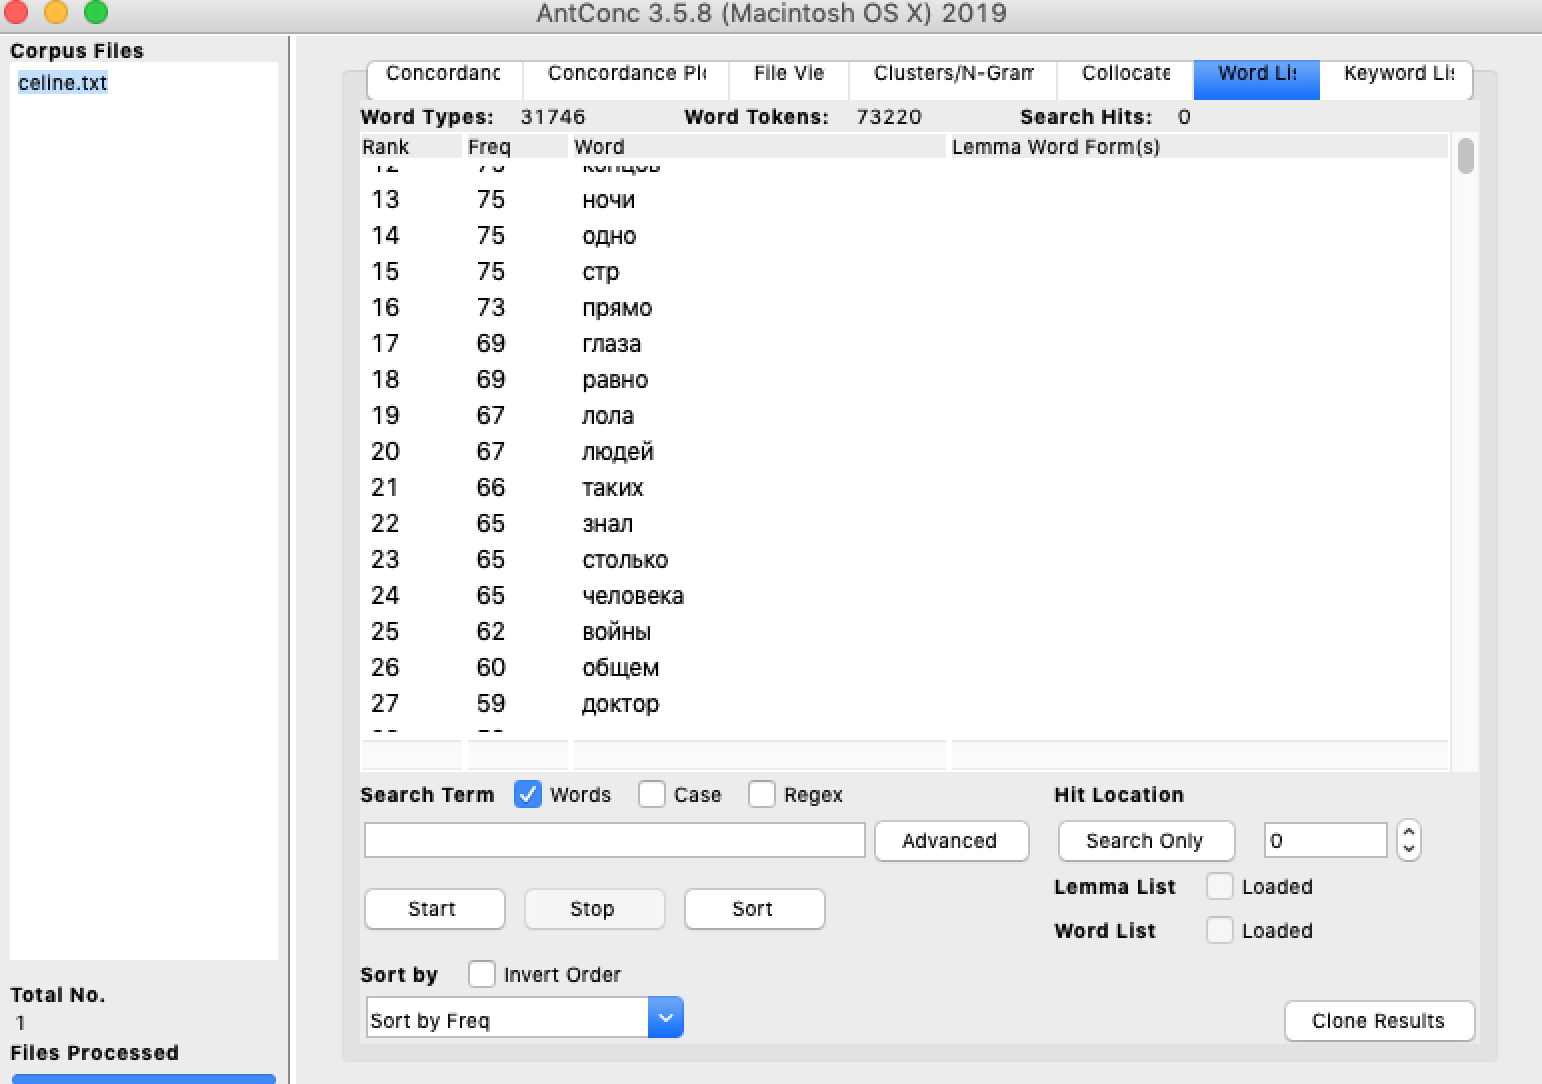 AntConc 3.5.8 (Macintosh OS X) 2019
Corpus Files
celine.txt
Concordanc Concordance Plo File Vie Clusters/N-Gram Collocate Word Lis Keyword Lis
Word Types: 31746 Word Tokens: 73220 Search Hits: 0
Rank Freq Word Lemma Word Form(s)
12 75 концов
13 75 ночи
14 75 одно
15 75 стр
16 73 прямо
17 69 глаза
18 69 равно
19 67 лола
20 67 людей
21 66 таких
22 65 знал
23 65 столько
24 65 человека
25 62 войны
26 60 общем
27 59 доктор
Search Term Words Case Regex Hit Location
Advanced Search Only 0
Lemma List Loaded
Start Stop Sort
Word List Loaded
Sort by Invert Order
Total No.
1
Sort by Freq Clone Results
Files Processed